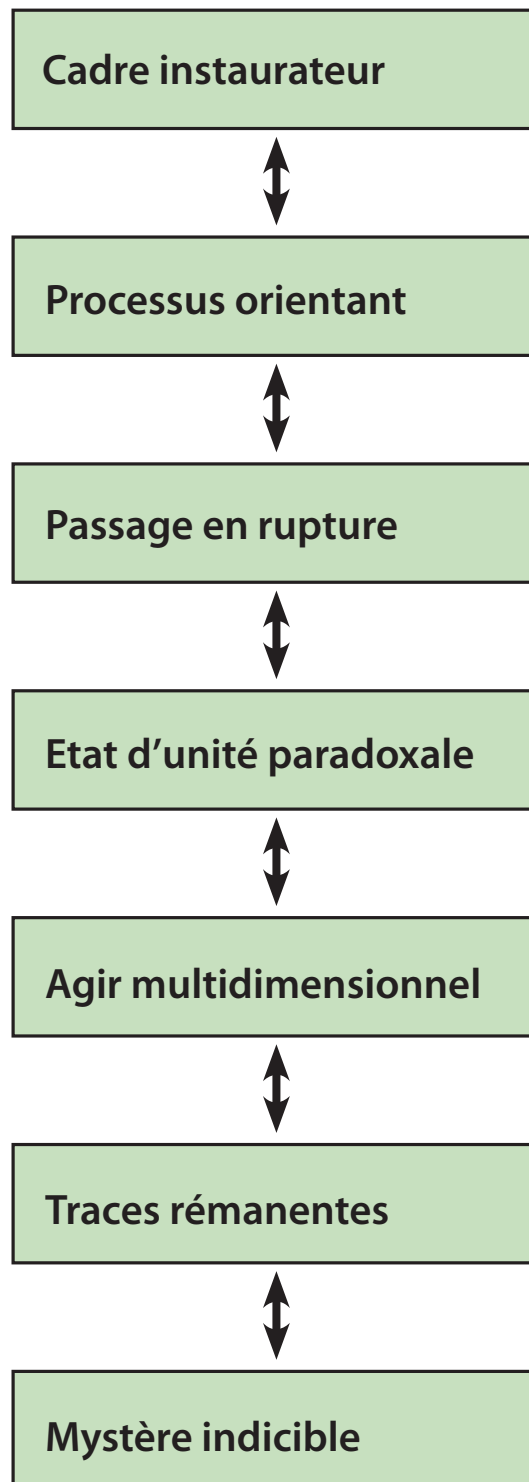 Cadre instaurateur
Processus orientant
Passage en rupture
Etat d’unité paradoxale
Agir multidimensionnel
Traces rémanentes
Mystère indicible